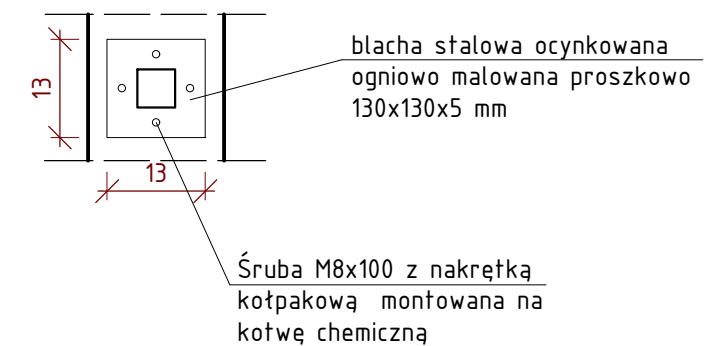 blacha stalowa ocynkowana
ogniowo malowana proszkowo
130x130x5 mm
13
13
Śruba M8x100 z nakrętką
kołpakową montowana na
kotwę chemiczną